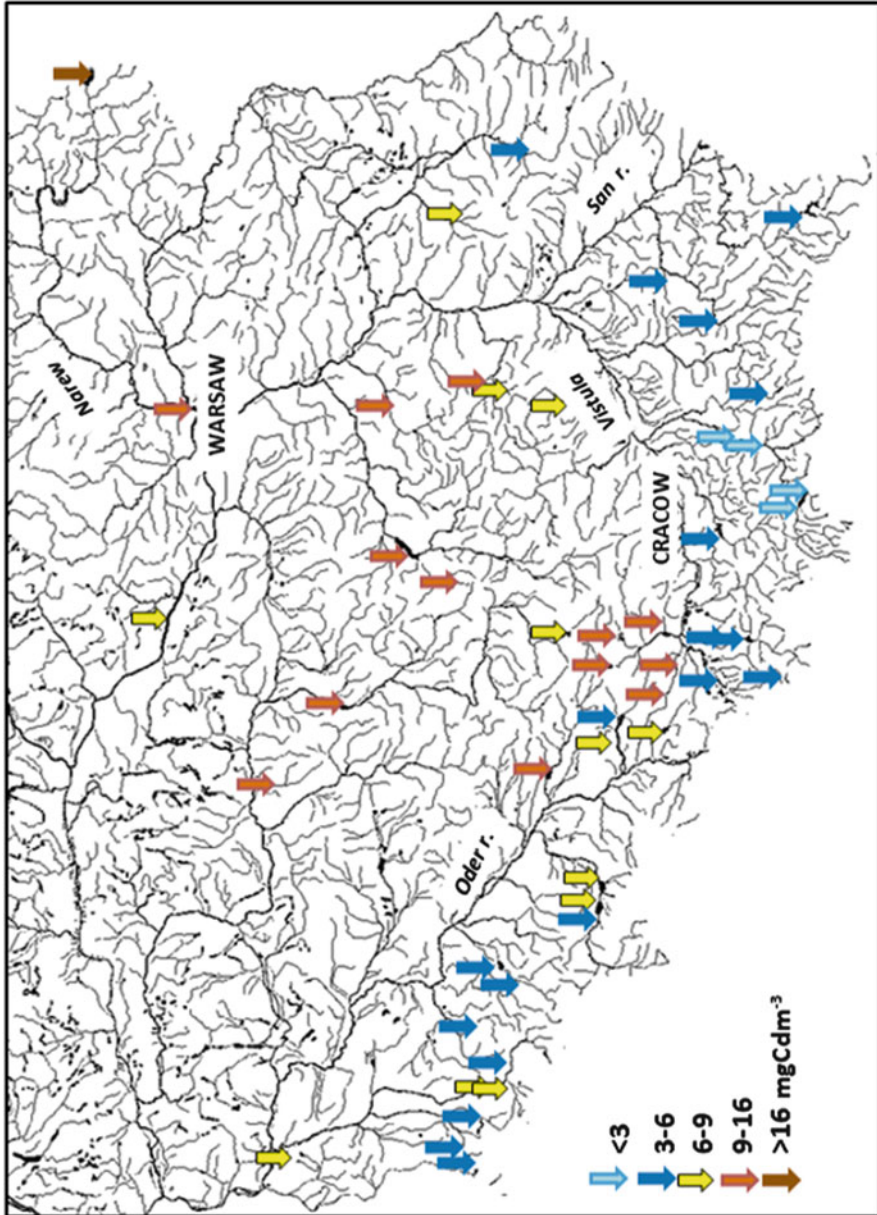 Narew
WARSAW
San r.
Vistula
CRACOW
Oder r.
<3
3-6
6-9
9-16
>16 mgCdm⁻³